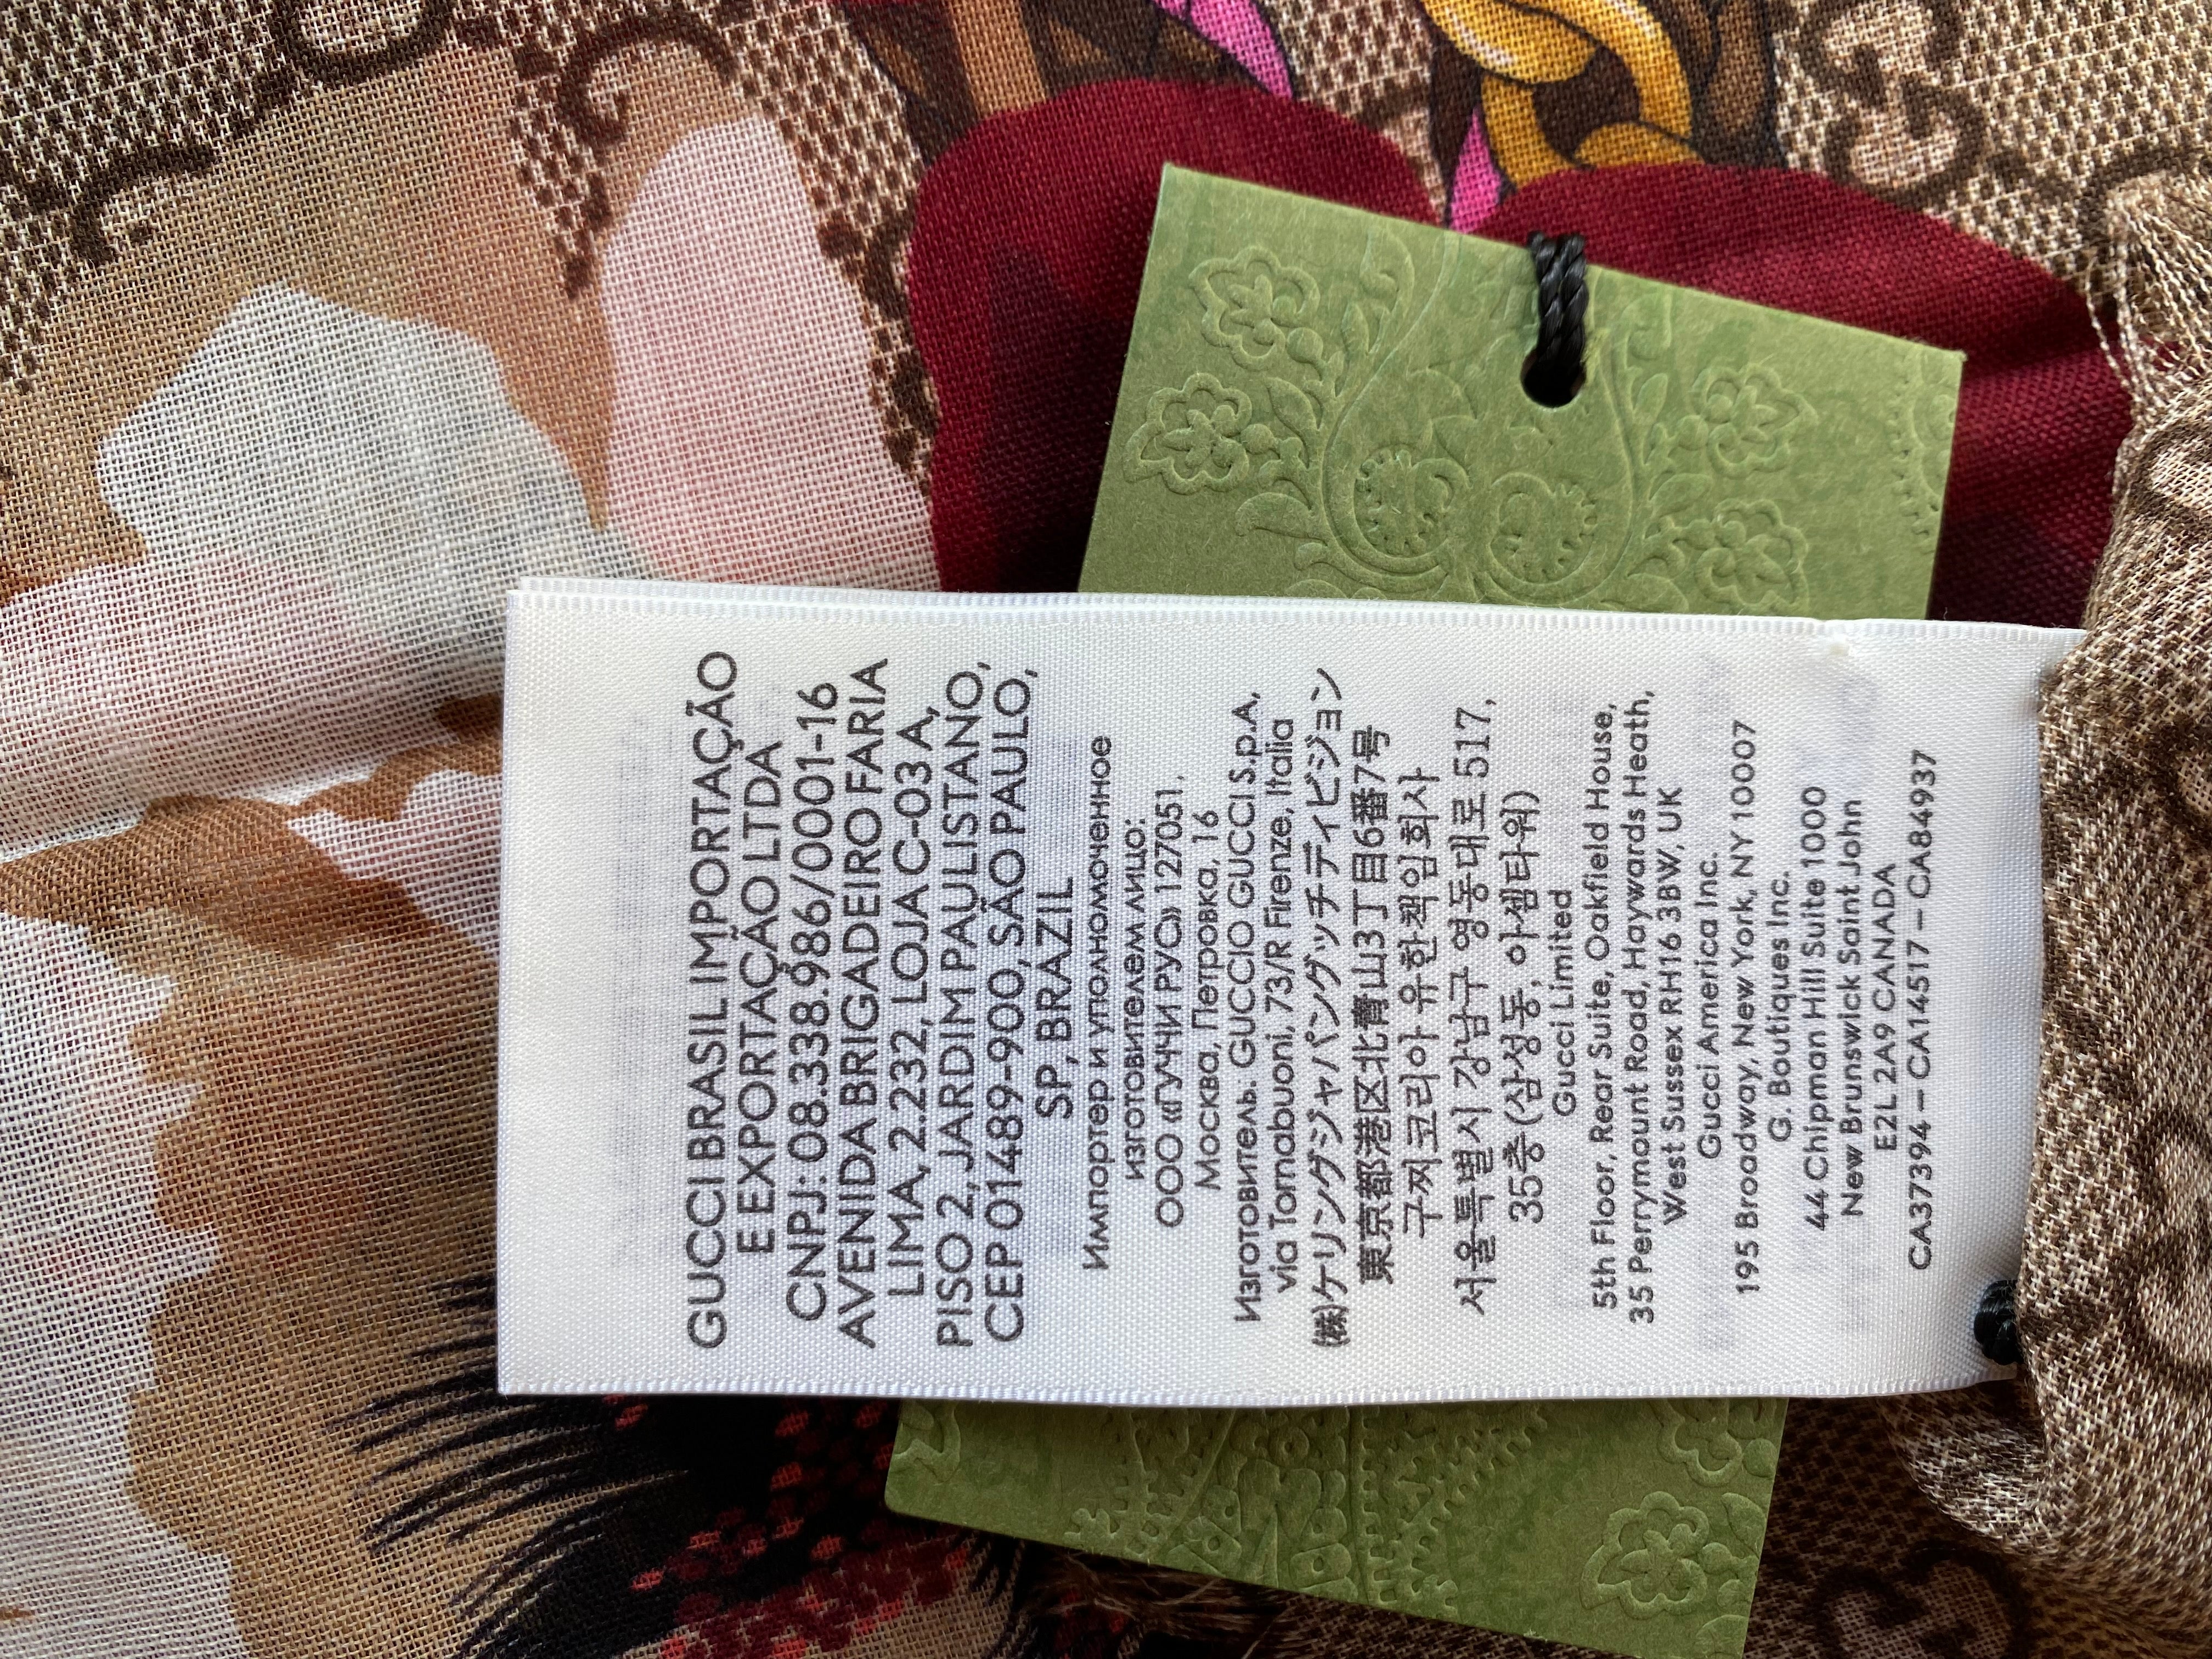 GUCCI BRASIL IMPORTAÇÃO
E EXPORTAÇÃO LTDA
CNPJ: 08.338.986/0001-16
AVENIDA BRIGADEIRO FARIA
LIMA, 2.232, LOJA C-03 A,
PISO 2, JARDIM PAULISTANO,
CEP 01489-900, SÃO PAULO,
SP, BRAZIL
Импортер и уполномоченное
изготовителем лицо:
ООО «ГУЧЧИ РУС» 127051,
Москва, Петровка, 16
Изготовитель. GUCCIO GUCCI S.p.A,
via Tornabuoni, 73/R Firenze, Italia
㈱ケリングジャパングッチディビジョン
東京都港区北青山3丁目6番7号
구찌코리아 유한책임회사
서울특별시 강남구 영동대로 517,
35층 (삼성동, 아셈타워)
Gucci Limited
5th Floor, Rear Suite, Oakfield House,
35 Perrymount Road, Haywards Heath,
West Sussex RH16 3BW, UK
Gucci America Inc.
195 Broadway, New York, NY 10007
G. Boutiques Inc.
44 Chipman Hill Suite 1000
New Brunswick Saint John
E2L 2A9 CANADA
CA37394 – CA14517 – CA84937